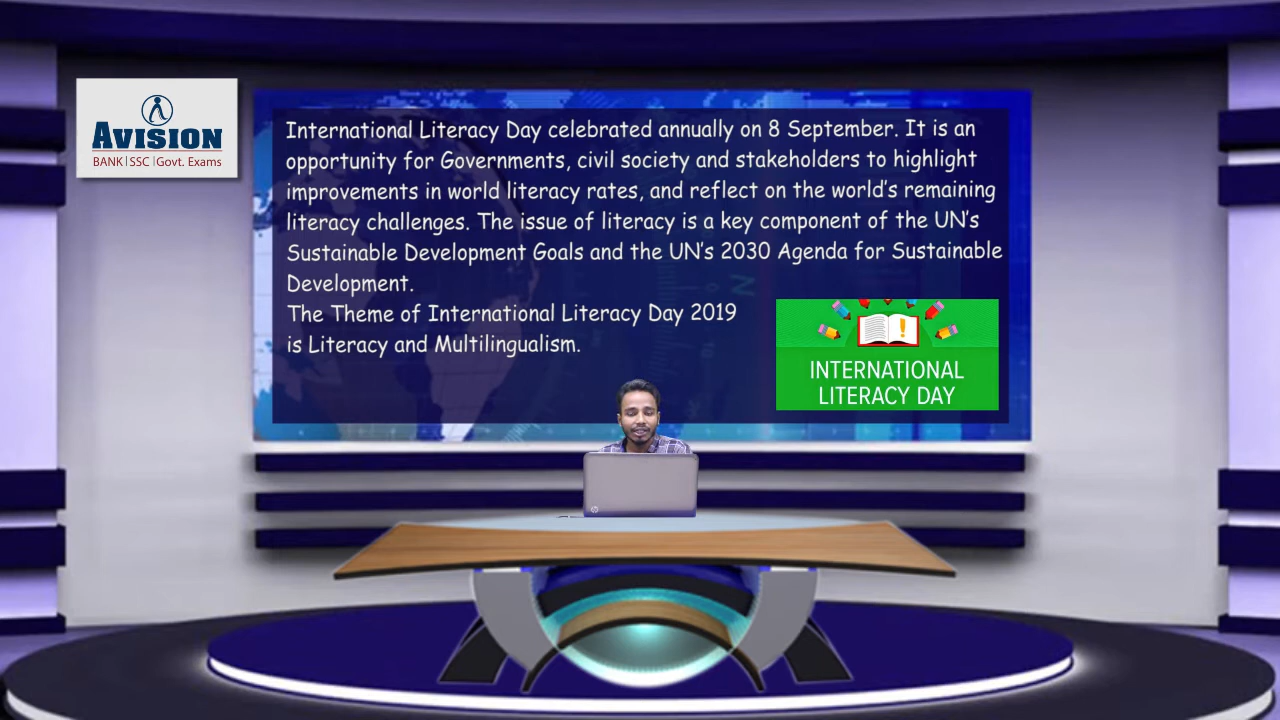 AVISION
BANK|SSC|Govt. Exams
International Literacy Day celebrated annually on 8 September. It is an
opportunity for Governments, civil society and stakeholders to highlight
improvements in world literacy rates, and reflect on the world's remaining
literacy challenges. The issue of literacy is a key component of the UN's
Sustainable Development Goals and the UN's 2030 Agenda for Sustainable
Development.
The Theme of International Literacy Day 2019
is Literacy and Multilingualism.
INTERNATIONAL
LITERACY DAY
hp